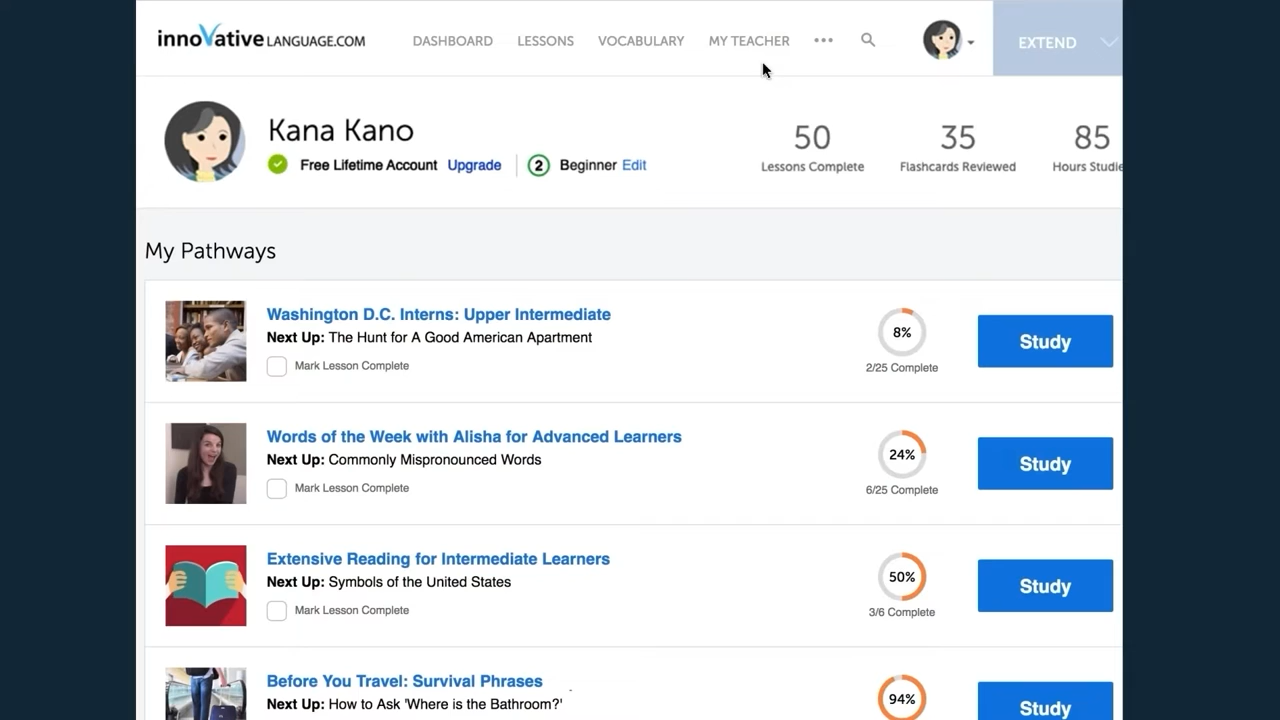 innoVative LANGUAGE.COM DASHBOARD LESSONS VOCABULARY MY TEACHER ••• EXTEND
Kana Kano
Free Lifetime Account Upgrade 2 Beginner Edit
50 35 85
Lessons Complete Flashcards Reviewed Hours Studie
My Pathways
Washington D.C. Interns: Upper Intermediate
Next Up: The Hunt for A Good American Apartment
Mark Lesson Complete
8%
2/25 Complete
Study
Words of the Week with Alisha for Advanced Learners
Next Up: Commonly Mispronounced Words
Mark Lesson Complete
24%
6/25 Complete
Study
Extensive Reading for Intermediate Learners
Next Up: Symbols of the United States
Mark Lesson Complete
50%
3/6 Complete
Study
Before You Travel: Survival Phrases
Next Up: How to Ask 'Where is the Bathroom?'
94%
Study